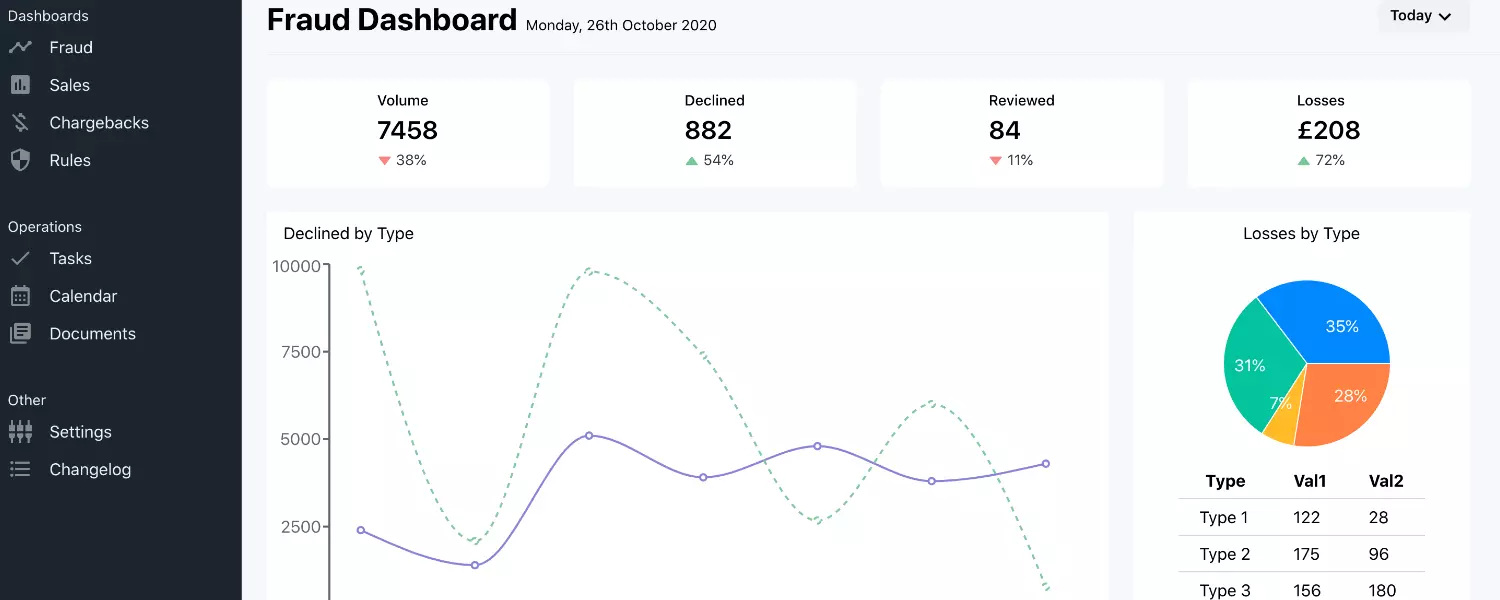 Dashboards
Fraud
Sales
Chargebacks
Rules
Operations
Tasks
Calendar
Documents
Other
Settings
Changelog
Fraud Dashboard Monday, 26th October 2020
Today
Volume
7458
38%
Declined
882
54%
Reviewed
84
11%
Losses
£208
72%
Declined by Type
10000
7500
5000
2500
Losses by Type
35%
31%
7%
28%
Type Val1 Val2
Type 1 122 28
Type 2 175 96
Type 3 156 180